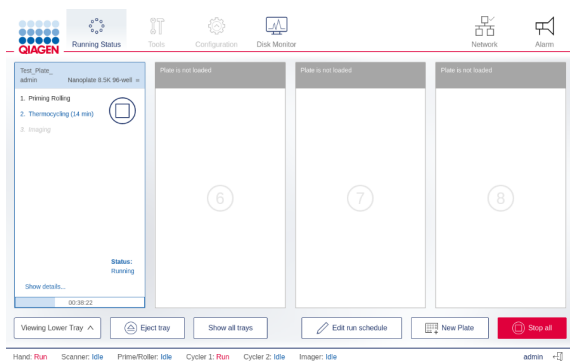 QIAGEN
Running Status
Tools
Configuration
Disk Monitor
Network
Alarm
Test_Plate_
admin Nanoplate 8.5K 96-well
1. Priming Rolling
2. Thermocycling (14 min)
3. Imaging
Status:
Running
Show details...
00:38:22
Plate is not loaded
6
Plate is not loaded
7
Plate is not loaded
8
Viewing Lower Tray
Eject tray
Show all trays
Edit run schedule
New Plate
Stop all
Hand: Run Scanner: Idle Prime/Roller: Idle Cycler 1: Run Cycler 2: Idle Imager: Idle admin